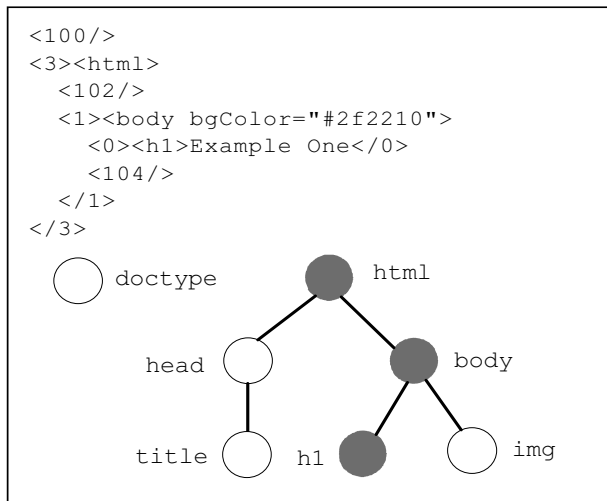 <100/>
<3><html>
<102/>
<1><body bgColor="#2f2210">
<0><h1>Example One</0>
<104/>
</1>
</3>
doctype
html
head
body
title
h1
img